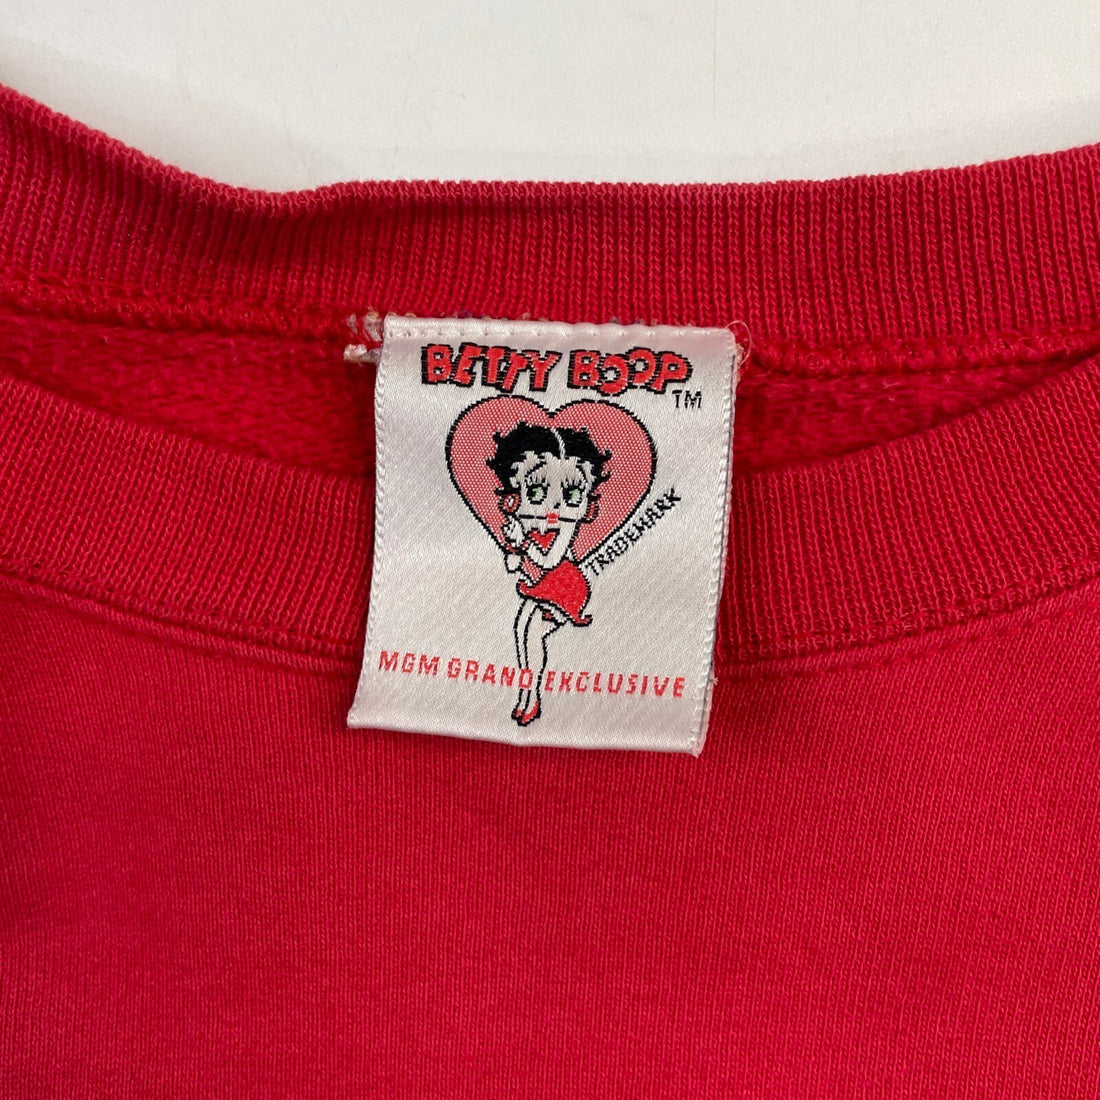 BETTY BOOP
TM
TRADEMARK
MGM GRAND EXCLUSIVE